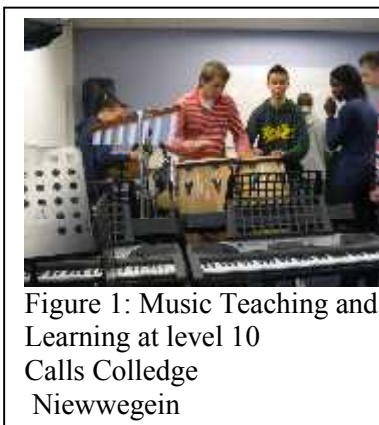 Figure 1: Music Teaching and
Learning at level 10
Calls Colledge
Niewwegein